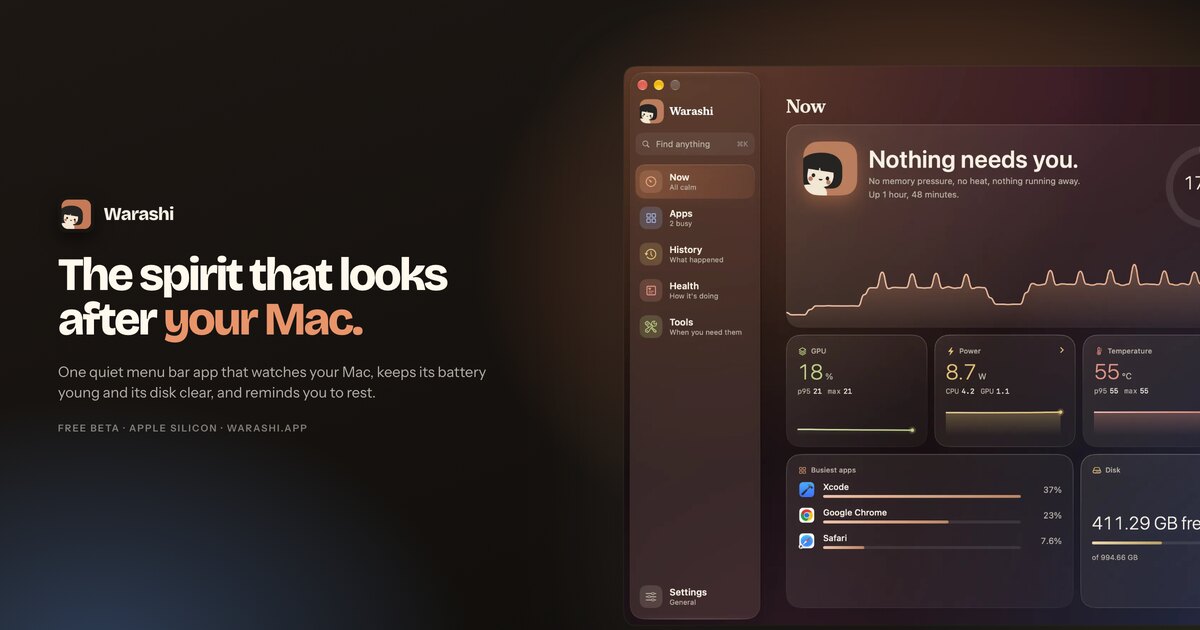 Warashi
The spirit that looks
after your Mac.
One quiet menu bar app that watches your Mac, keeps its battery
young and its disk clear, and reminds you to rest.
FREE BETA · APPLE SILICON · WARASHI.APP
Warashi
Find anything ⌘K
Now
All calm
Apps
2 busy
History
What happened
Health
How it's doing
Tools
When you need them
Settings
General
Now
Nothing needs you.
No memory pressure, no heat, nothing running away.
Up 1 hour, 48 minutes.
17
GPU
18 %
p95 21 max 21
Power
8.7 W
CPU 4.2 GPU 1.1
Temperature
55 °C
p95 55 max 55
Busiest apps
Xcode 37%
Google Chrome 23%
Safari 7.6%
Disk
411.29 GB fre
of 994.66 GB